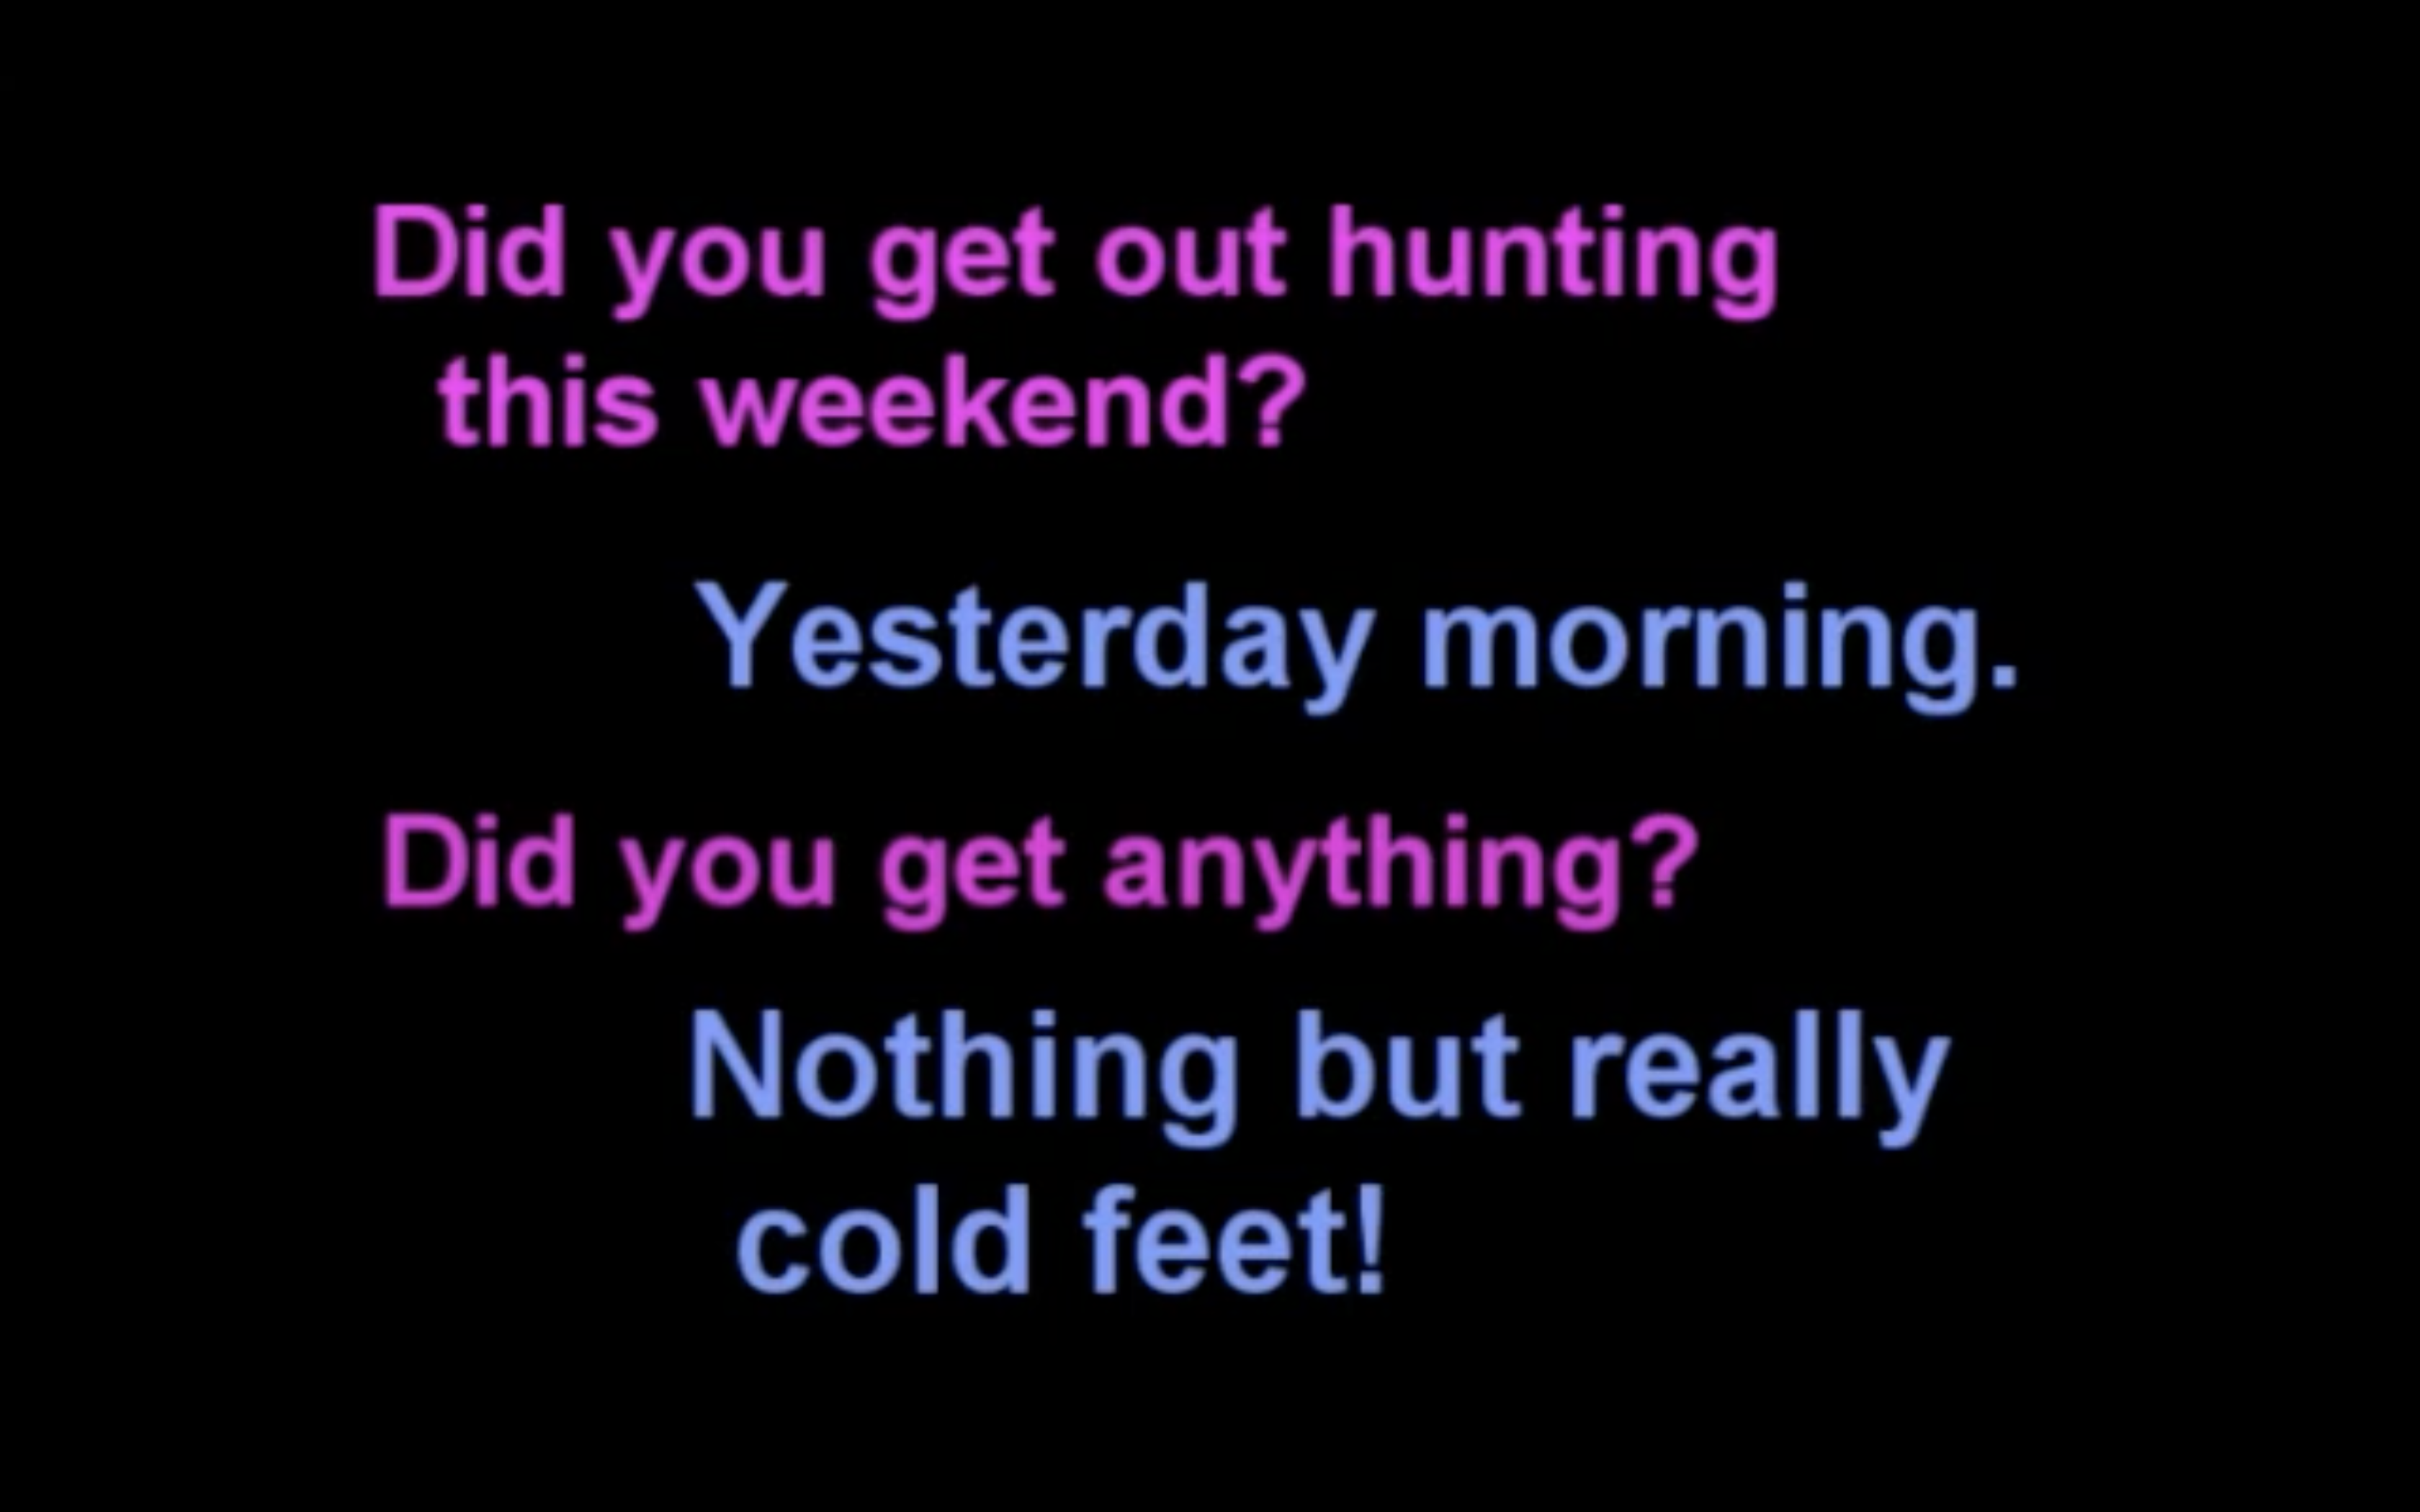 Did you get out hunting
this weekend?
Yesterday morning.
Did you get anything?
Nothing but really
cold feet!